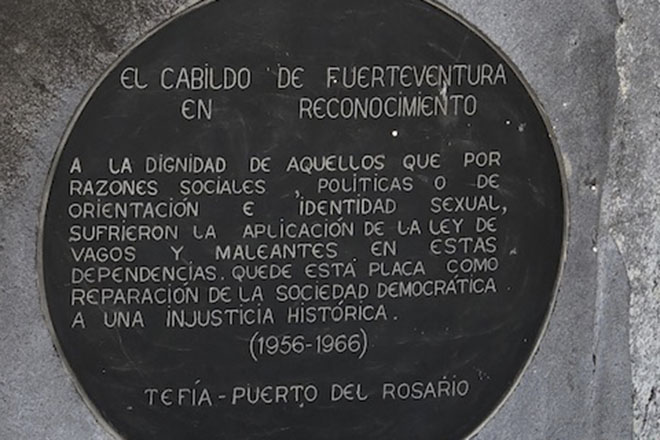 EL CABILDO DE FUERTEVENTURA
EN RECONOCIMIENTO
A LA DIGNIDAD DE AQUELLOS QUE POR
RAZONES SOCIALES , POLÍTICAS O DE
ORIENTACIÓN E IDENTIDAD SEXUAL,
SUFRIERON LA APLICACIÓN DE LA LEY DE
VAGOS Y MALEANTES EN ESTAS
DEPENDENCIAS. QUEDE ESTA PLACA COMO
REPARACIÓN DE LA SOCIEDAD DEMOCRÁTICA
A UNA INJUSTICIA HISTÓRICA.
(1956-1966)
TEFÍA - PUERTO DEL ROSARIO